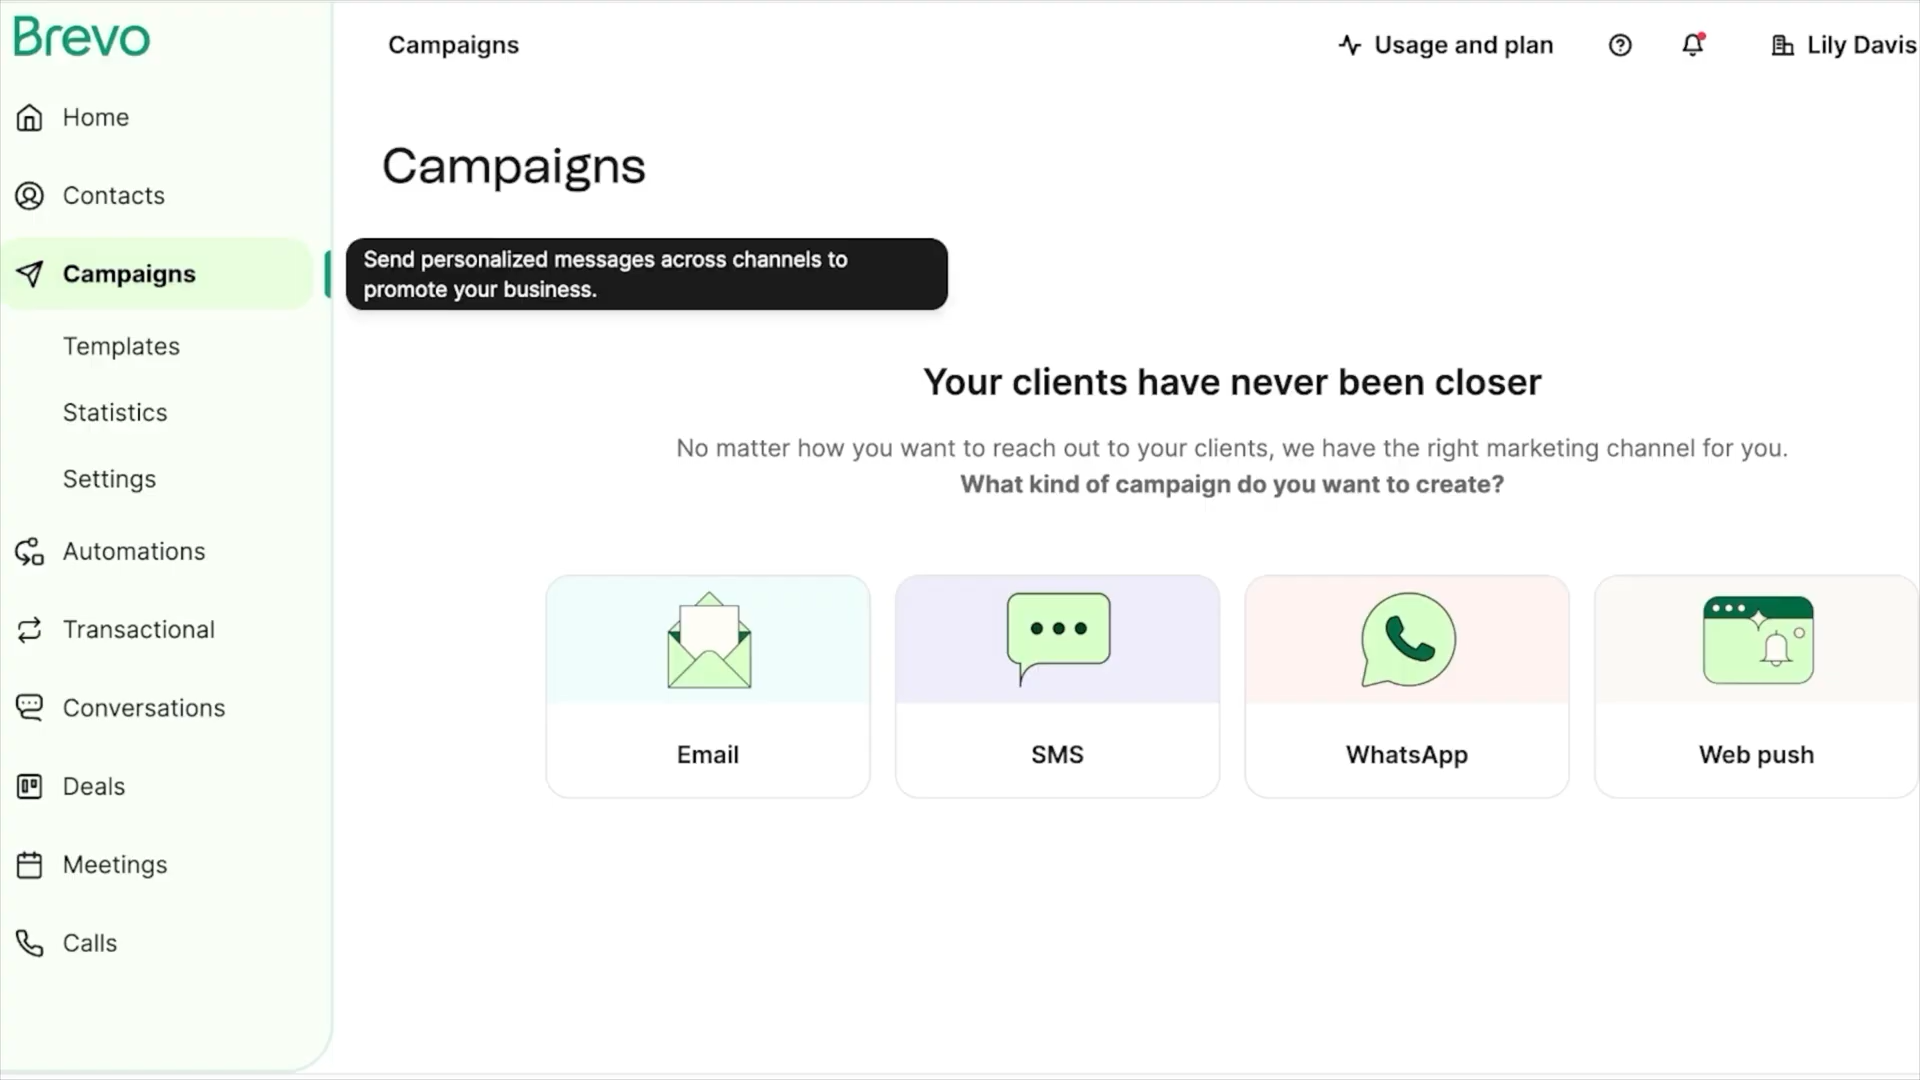 Brevo
Home
Contacts
Campaigns
Templates
Statistics
Settings
Automations
Transactional
Conversations
Deals
Meetings
Calls
Campaigns
Usage and plan
Lily Davis
Campaigns
Send personalized messages across channels to
promote your business.
Your clients have never been closer
No matter how you want to reach out to your clients, we have the right marketing channel for you.
What kind of campaign do you want to create?
Email
SMS
WhatsApp
Web push